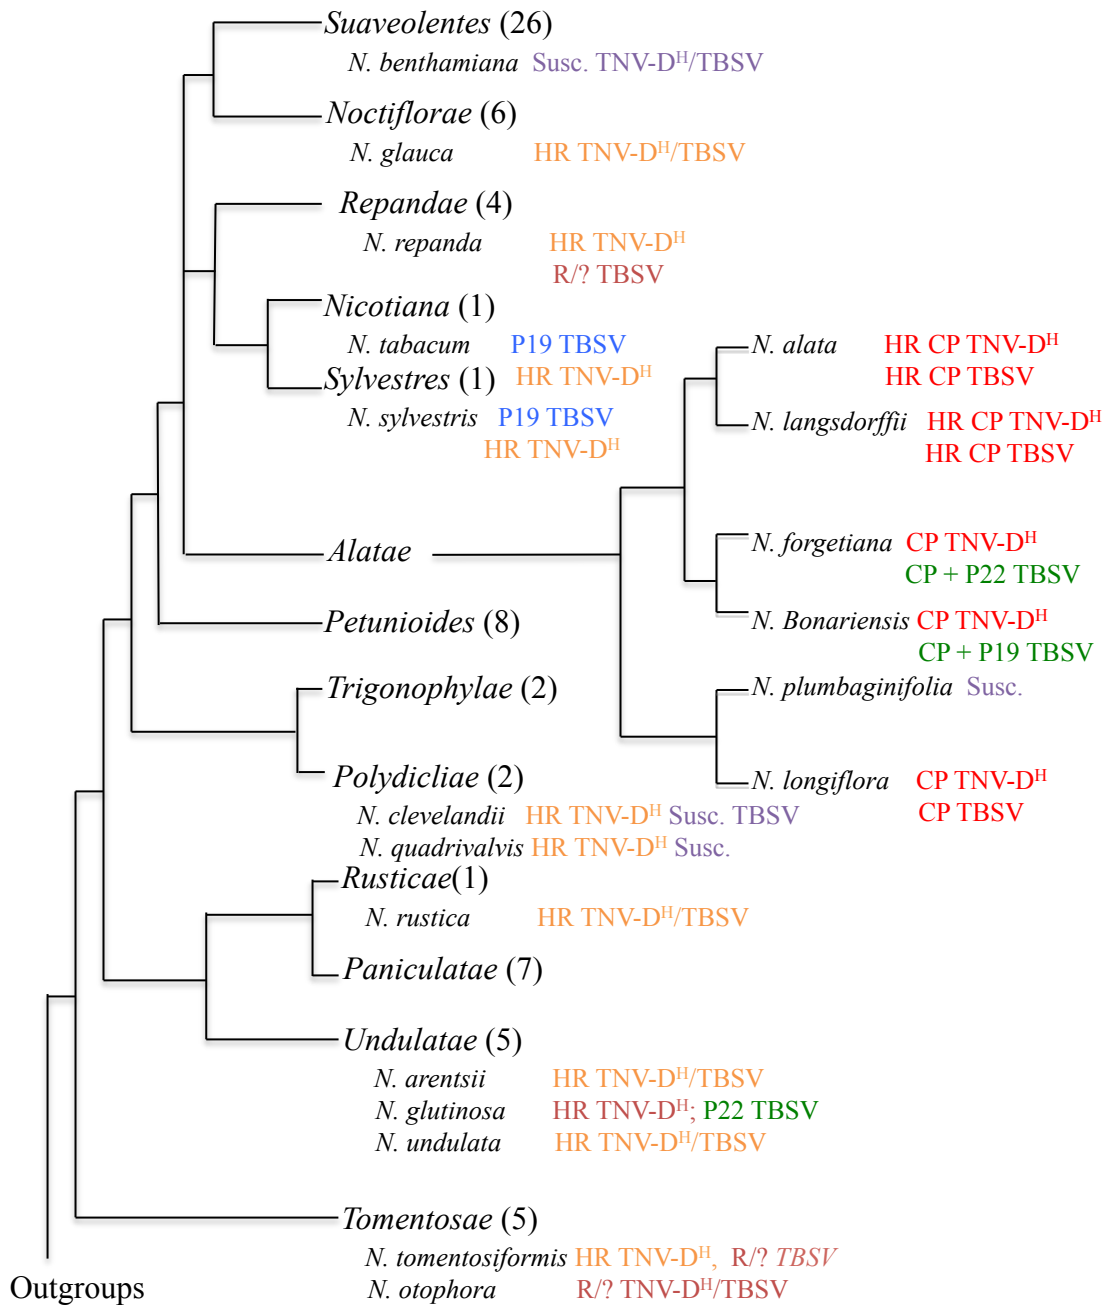 Suaveolentes (26)
N. benthamiana Susc. TNV-Dᴴ/TBSV
Noctiflorae (6)
N. glauca HR TNV-Dᴴ/TBSV
Repandae (4)
N. repanda HR TNV-Dᴴ
R/? TBSV
Nicotiana (1)
N. tabacum P19 TBSV
Sylvestres (1) HR TNV-Dᴴ
N. sylvestris P19 TBSV
HR TNV-Dᴴ
Alatae
N. alata HR CP TNV-Dᴴ
HR CP TBSV
N. langsdorffii HR CP TNV-Dᴴ
HR CP TBSV
N. forgetiana CP TNV-Dᴴ
CP + P22 TBSV
N. Bonariensis CP TNV-Dᴴ
CP + P19 TBSV
N. plumbaginifolia Susc.
N. longiflora CP TNV-Dᴴ
CP TBSV
Petunioides (8)
Trigonophylae (2)
Polydicliae (2)
N. clevelandii HR TNV-Dᴴ Susc. TBSV
N. quadrivalvis HR TNV-Dᴴ Susc.
Rusticae(1)
N. rustica HR TNV-Dᴴ/TBSV
Paniculatae (7)
Undulatae (5)
N. arentsii HR TNV-Dᴴ/TBSV
N. glutinosa HR TNV-Dᴴ; P22 TBSV
N. undulata HR TNV-Dᴴ/TBSV
Tomentosae (5)
N. tomentosiformis HR TNV-Dᴴ, R/? TBSV
N. otophora R/? TNV-Dᴴ/TBSV
Outgroups